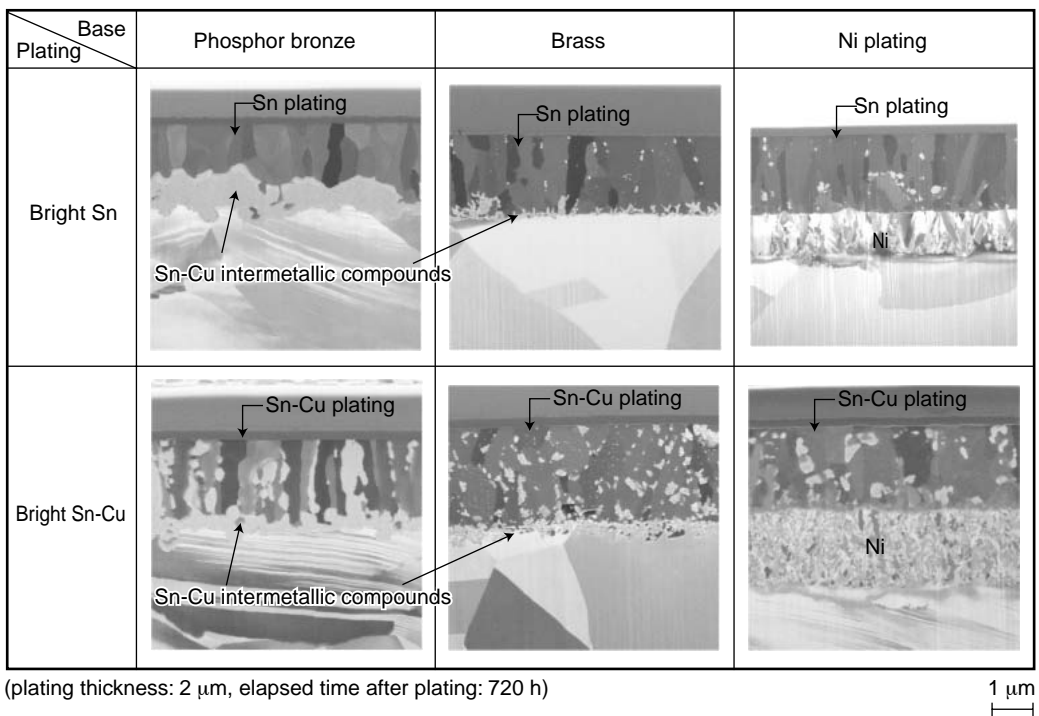 Base
Plating
Phosphor bronze
Brass
Ni plating
Bright Sn
Sn plating
Sn plating
Sn plating
Ni
Sn-Cu intermetallic compounds
Bright Sn-Cu
Sn-Cu plating
Sn-Cu plating
Sn-Cu plating
Ni
Sn-Cu intermetallic compounds
(plating thickness: 2 μm, elapsed time after plating: 720 h)
1 μm